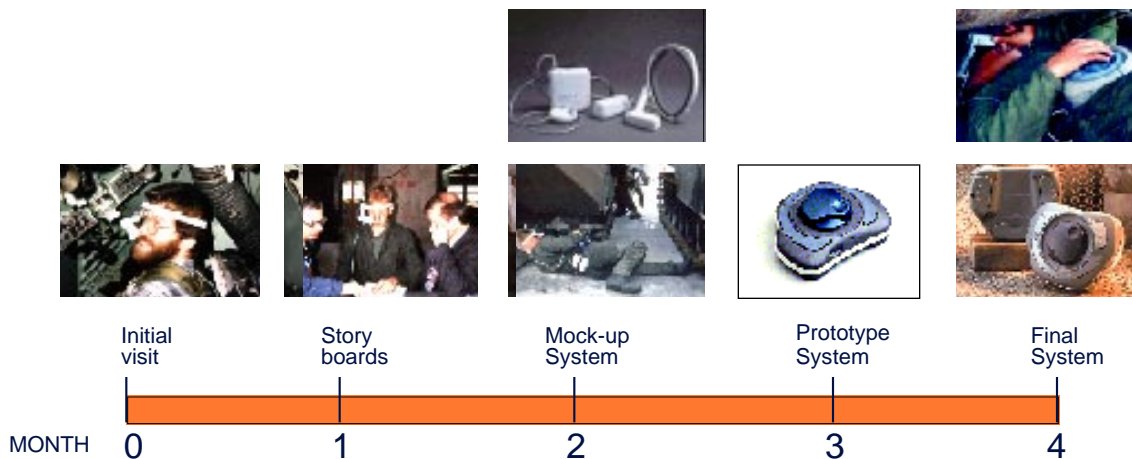 Initial
visit
Story
boards
Mock-up
System
Prototype
System
Final
System
MONTH 0 1 2 3 4